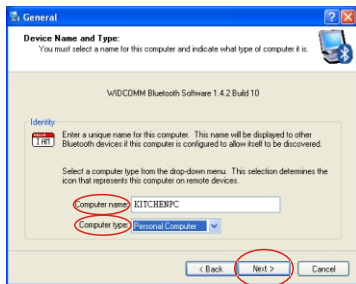 General
Device Name and Type:
You must select a name for this computer and indicate what type of computer it is.
WIDCOMM Bluetooth Software 1.4.2 Build 10
Identity
I AM
Enter a unique name for this computer. This name will be displayed to other
Bluetooth devices if this computer is configured to allow itself to be discovered.
Select a computer type from the drop-down menu. This selection determines the
icon that represents this computer on remote devices.
Computer name: KITCHENPC
Computer type: Personal Computer
< Back Next > Cancel